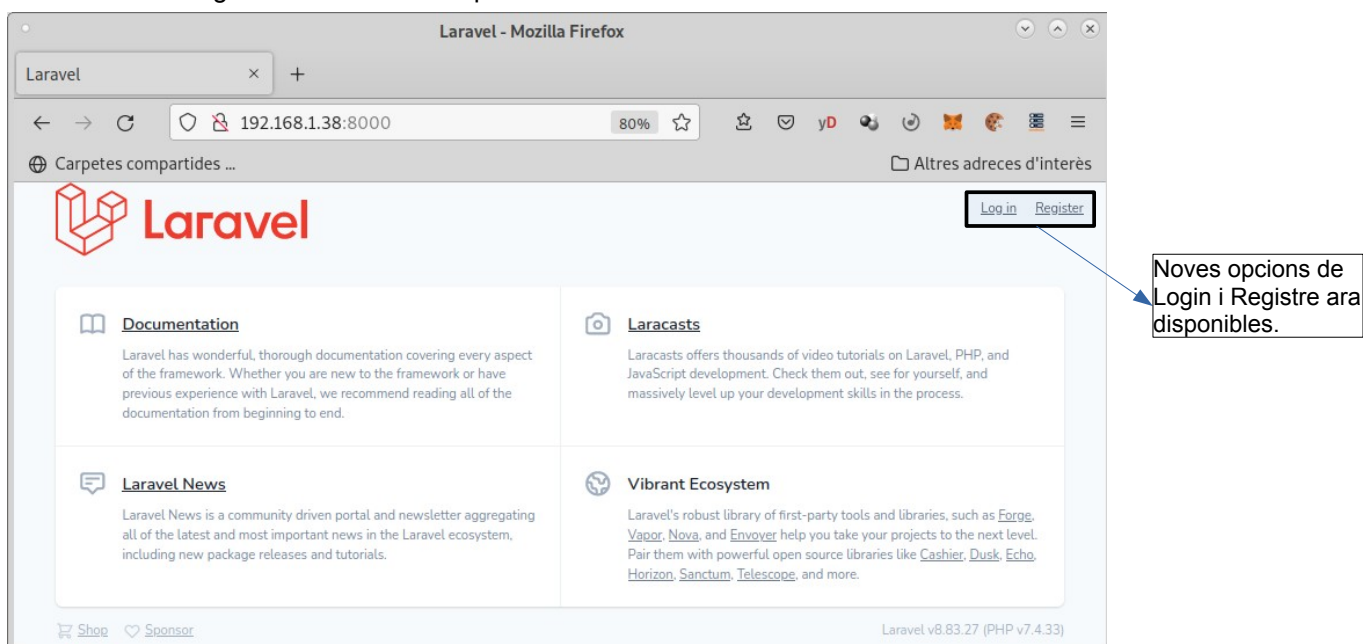 Laravel - Mozilla Firefox
Laravel
192.168.1.38:8000
80%
yD
Carpetes compartides ...
Altres adreces d'interès
Laravel
Log in Register
Noves opcions de
Login i Registre ara
disponibles.
Documentation
Laravel has wonderful, thorough documentation covering every aspect
of the framework. Whether you are new to the framework or have
previous experience with Laravel, we recommend reading all of the
documentation from beginning to end.
Laracasts
Laracasts offers thousands of video tutorials on Laravel, PHP, and
JavaScript development. Check them out, see for yourself, and
massively level up your development skills in the process.
Laravel News
Laravel News is a community driven portal and newsletter aggregating
all of the latest and most important news in the Laravel ecosystem,
including new package releases and tutorials.
Vibrant Ecosystem
Laravel's robust library of first-party tools and libraries, such as Forge,
Vapor, Nova, and Envoyer help you take your projects to the next level.
Pair them with powerful open source libraries like Cashier, Dusk, Echo,
Horizon, Sanctum, Telescope, and more.
Shop Sponsor
Laravel v8.83.27 (PHP v7.4.33)